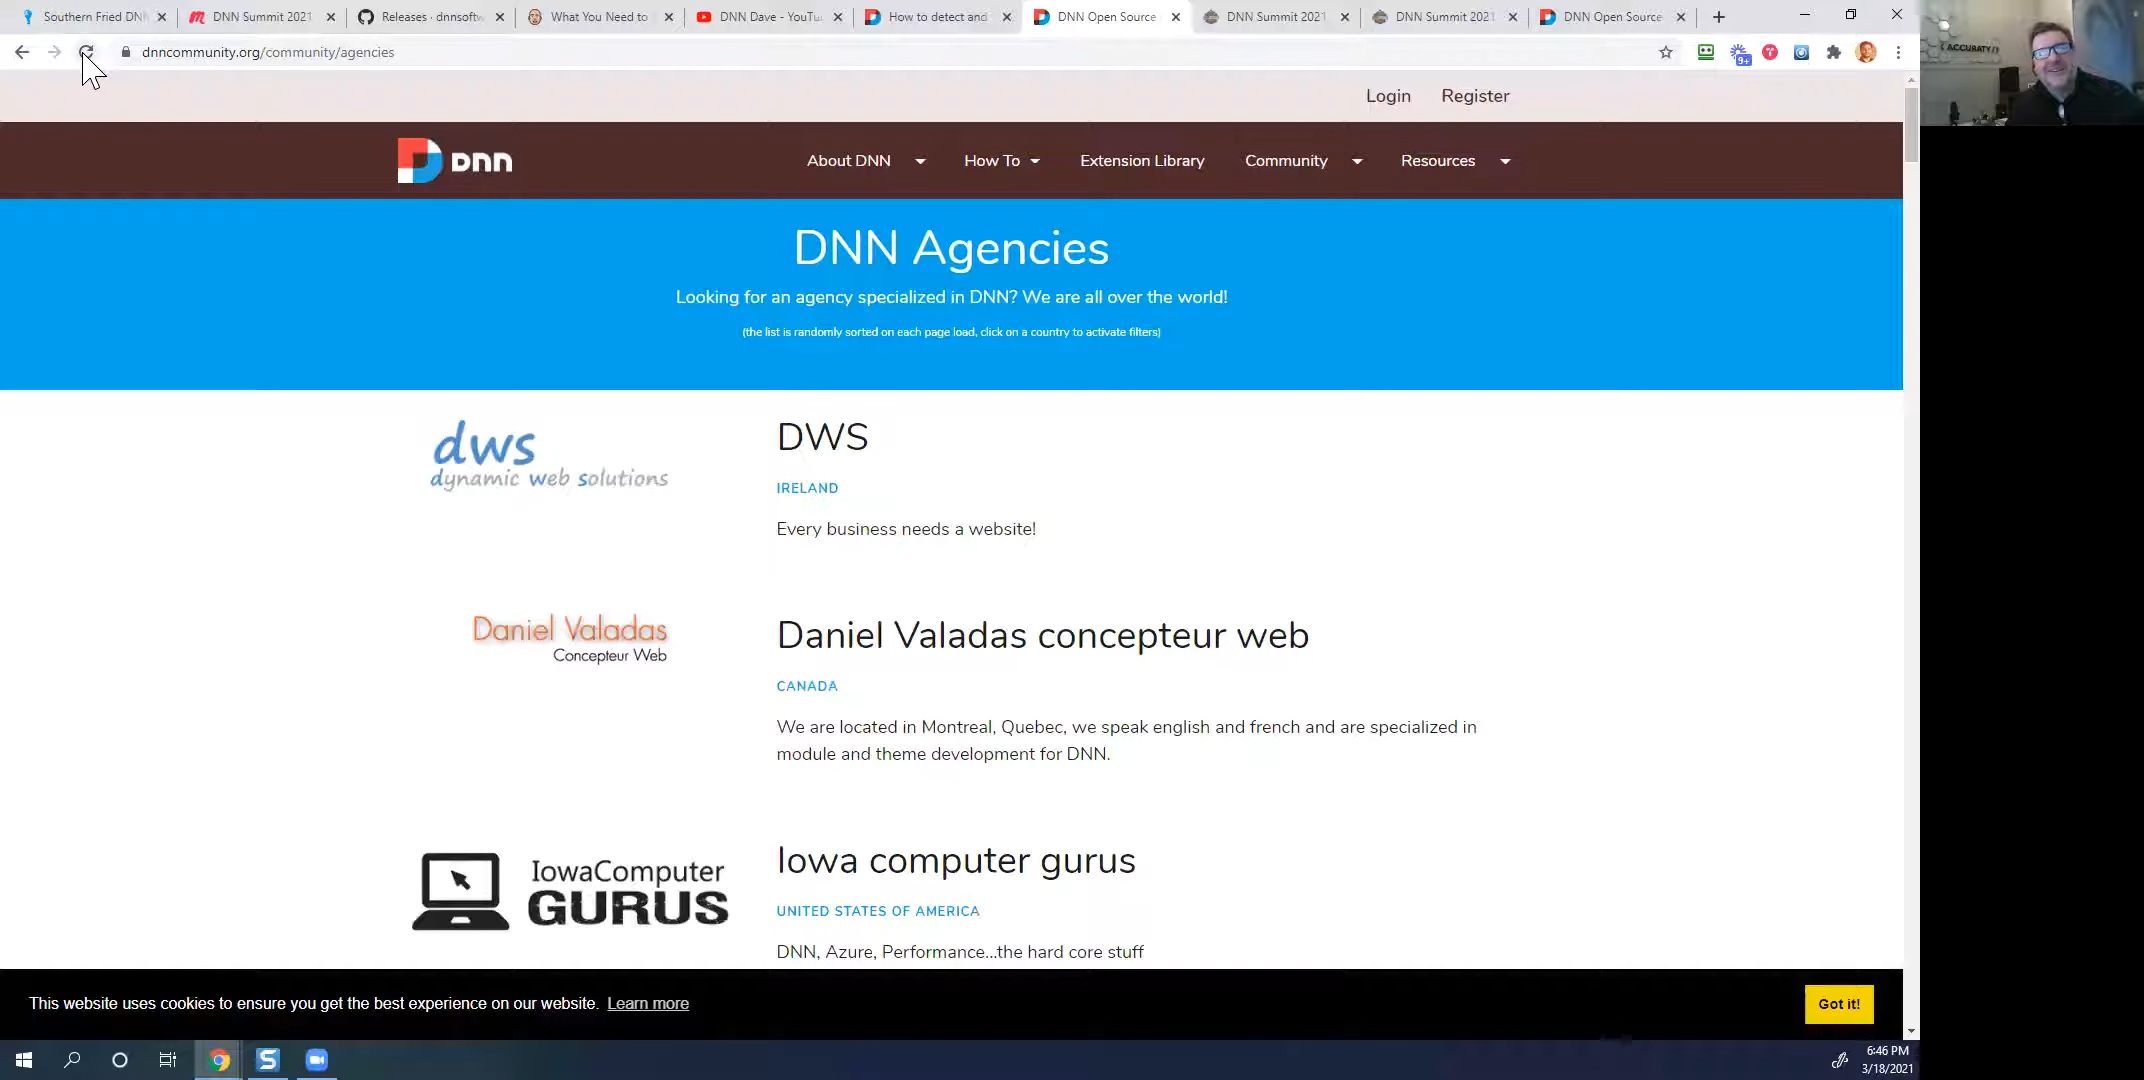 Southern Fried DNN
DNN Summit 2021
Releases · dnnsoftw
What You Need to
DNN Dave - YouTu
How to detect and
DNN Open Source
DNN Summit 2021
DNN Summit 2021
DNN Open Source
dnncommunity.org/community/agencies
9+
ACCURATY
Login Register
DNN
About DNN How To Extension Library Community Resources
DNN Agencies
Looking for an agency specialized in DNN? We are all over the world!
(the list is randomly sorted on each page load, click on a country to activate filters)
dws
dynamic web solutions
DWS
IRELAND
Every business needs a website!
Daniel Valadas
Concepteur Web
Daniel Valadas concepteur web
CANADA
We are located in Montreal, Quebec, we speak english and french and are specialized in
module and theme development for DNN.
IowaComputer
GURUS
Iowa computer gurus
UNITED STATES OF AMERICA
DNN, Azure, Performance...the hard core stuff
This website uses cookies to ensure you get the best experience on our website. Learn more
Got it!
6:46 PM
3/18/2021